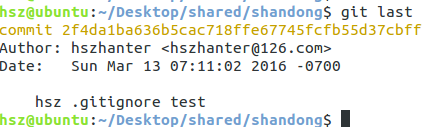 hsz@ubuntu:~/Desktop/shared/shandong$ git last
commit 2f4da1ba636b5cac718ffe67745fcfb55d37cbff
Author: hszhanter <hszhanter@126.com>
Date:   Sun Mar 13 07:11:02 2016 -0700
    hsz .gitignore test
hsz@ubuntu:~/Desktop/shared/shandong$